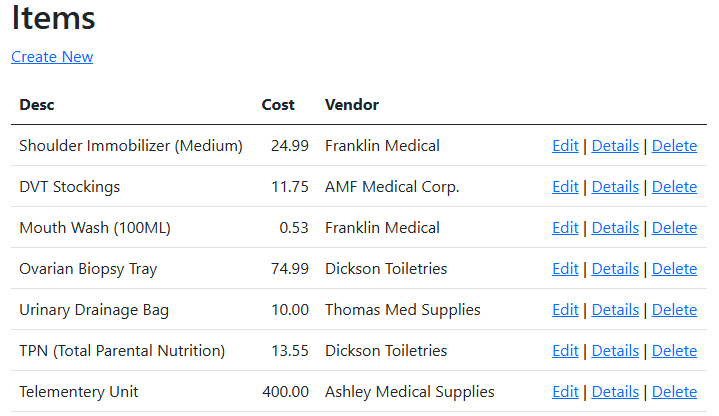 Items
Create New
Desc Cost Vendor
Shoulder Immobilizer (Medium) 24.99 Franklin Medical Edit | Details | Delete
DVT Stockings 11.75 AMF Medical Corp. Edit | Details | Delete
Mouth Wash (100ML) 0.53 Franklin Medical Edit | Details | Delete
Ovarian Biopsy Tray 74.99 Dickson Toiletries Edit | Details | Delete
Urinary Drainage Bag 10.00 Thomas Med Supplies Edit | Details | Delete
TPN (Total Parental Nutrition) 13.55 Dickson Toiletries Edit | Details | Delete
Telementery Unit 400.00 Ashley Medical Supplies Edit | Details | Delete